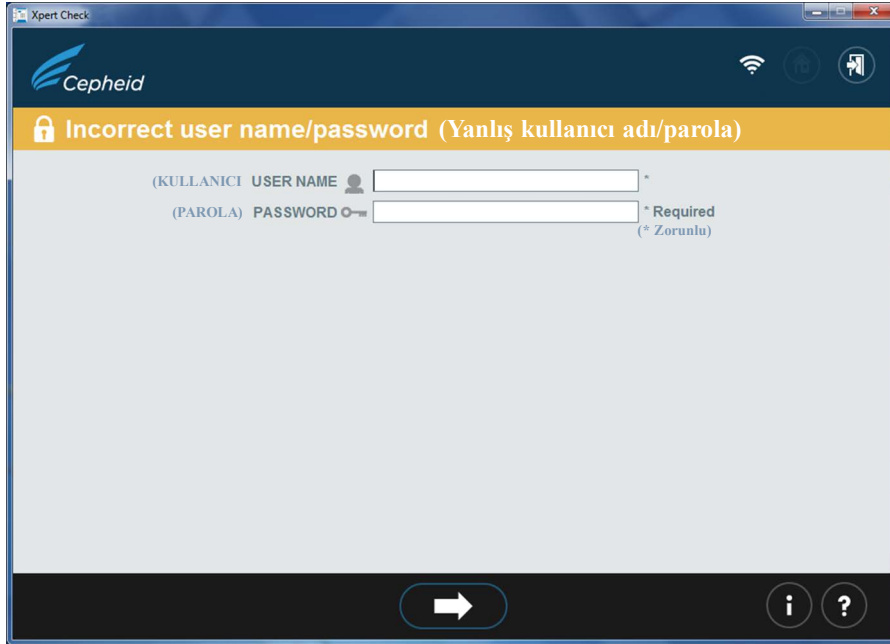 Xpert Check
Cepheid
Incorrect user name/password (Yanlış kullanıcı adı/parola)
(KULLANICI USER NAME *
(PAROLA) PASSWORD * Required
(* Zorunlu)
i ?